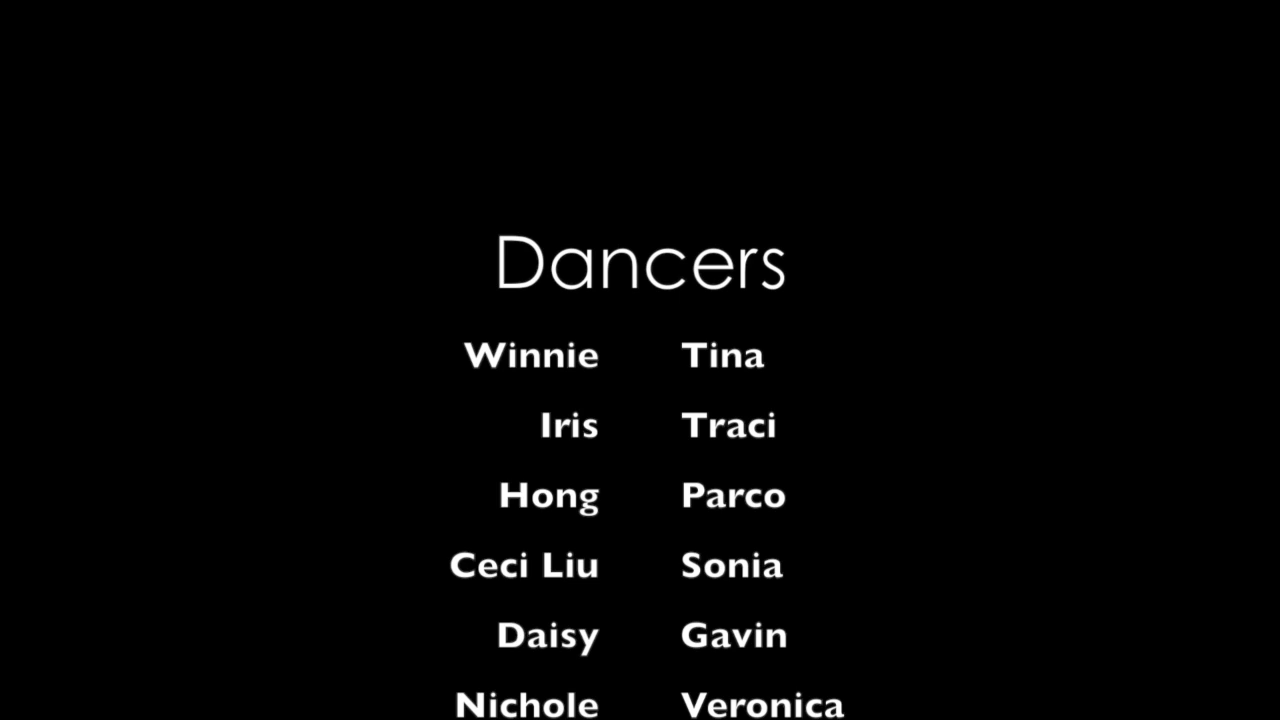 Dancers
Winnie Tina
Iris Traci
Hong Parco
Ceci Liu Sonia
Daisy Gavin
Nichole Veronica